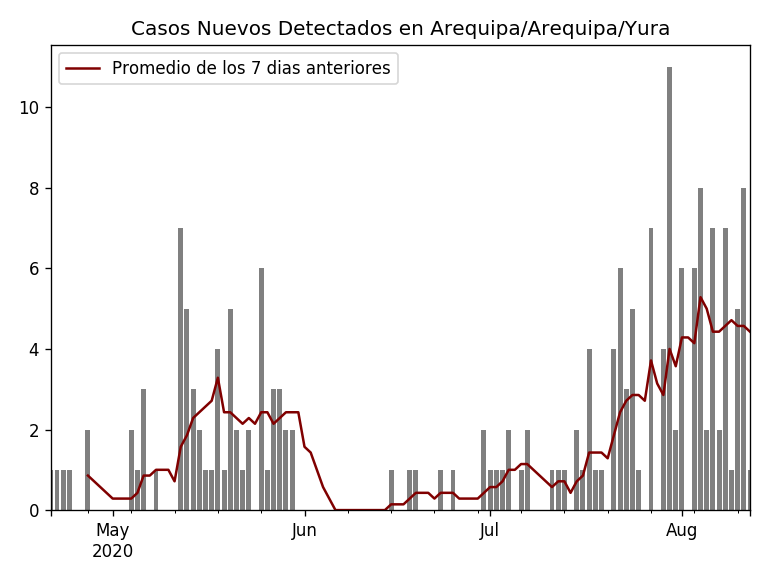 Casos Nuevos Detectados en Arequipa/Arequipa/Yura
Promedio de los 7 dias anteriores
10
8
6
4
2
0
May
2020
Jun
Jul
Aug